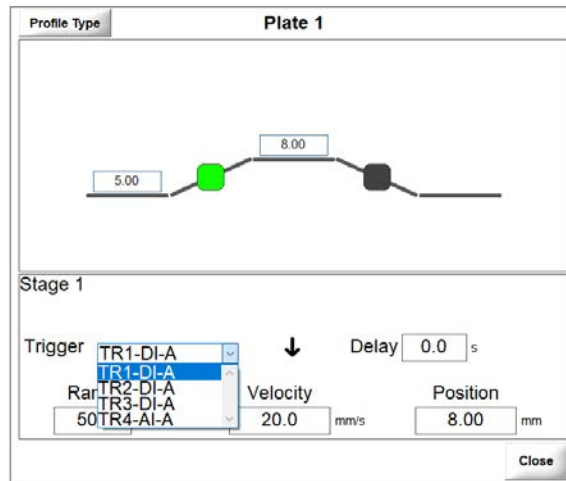 Profile Type
Plate 1
8.00
5.00
Stage 1
Trigger
TR1-DI-A
Delay
0.0
s
TR1-DI-A
TR2-DI-A
TR3-DI-A
TR4-AI-A
Velocity
Position
20.0
mm/s
8.00
mm
Close